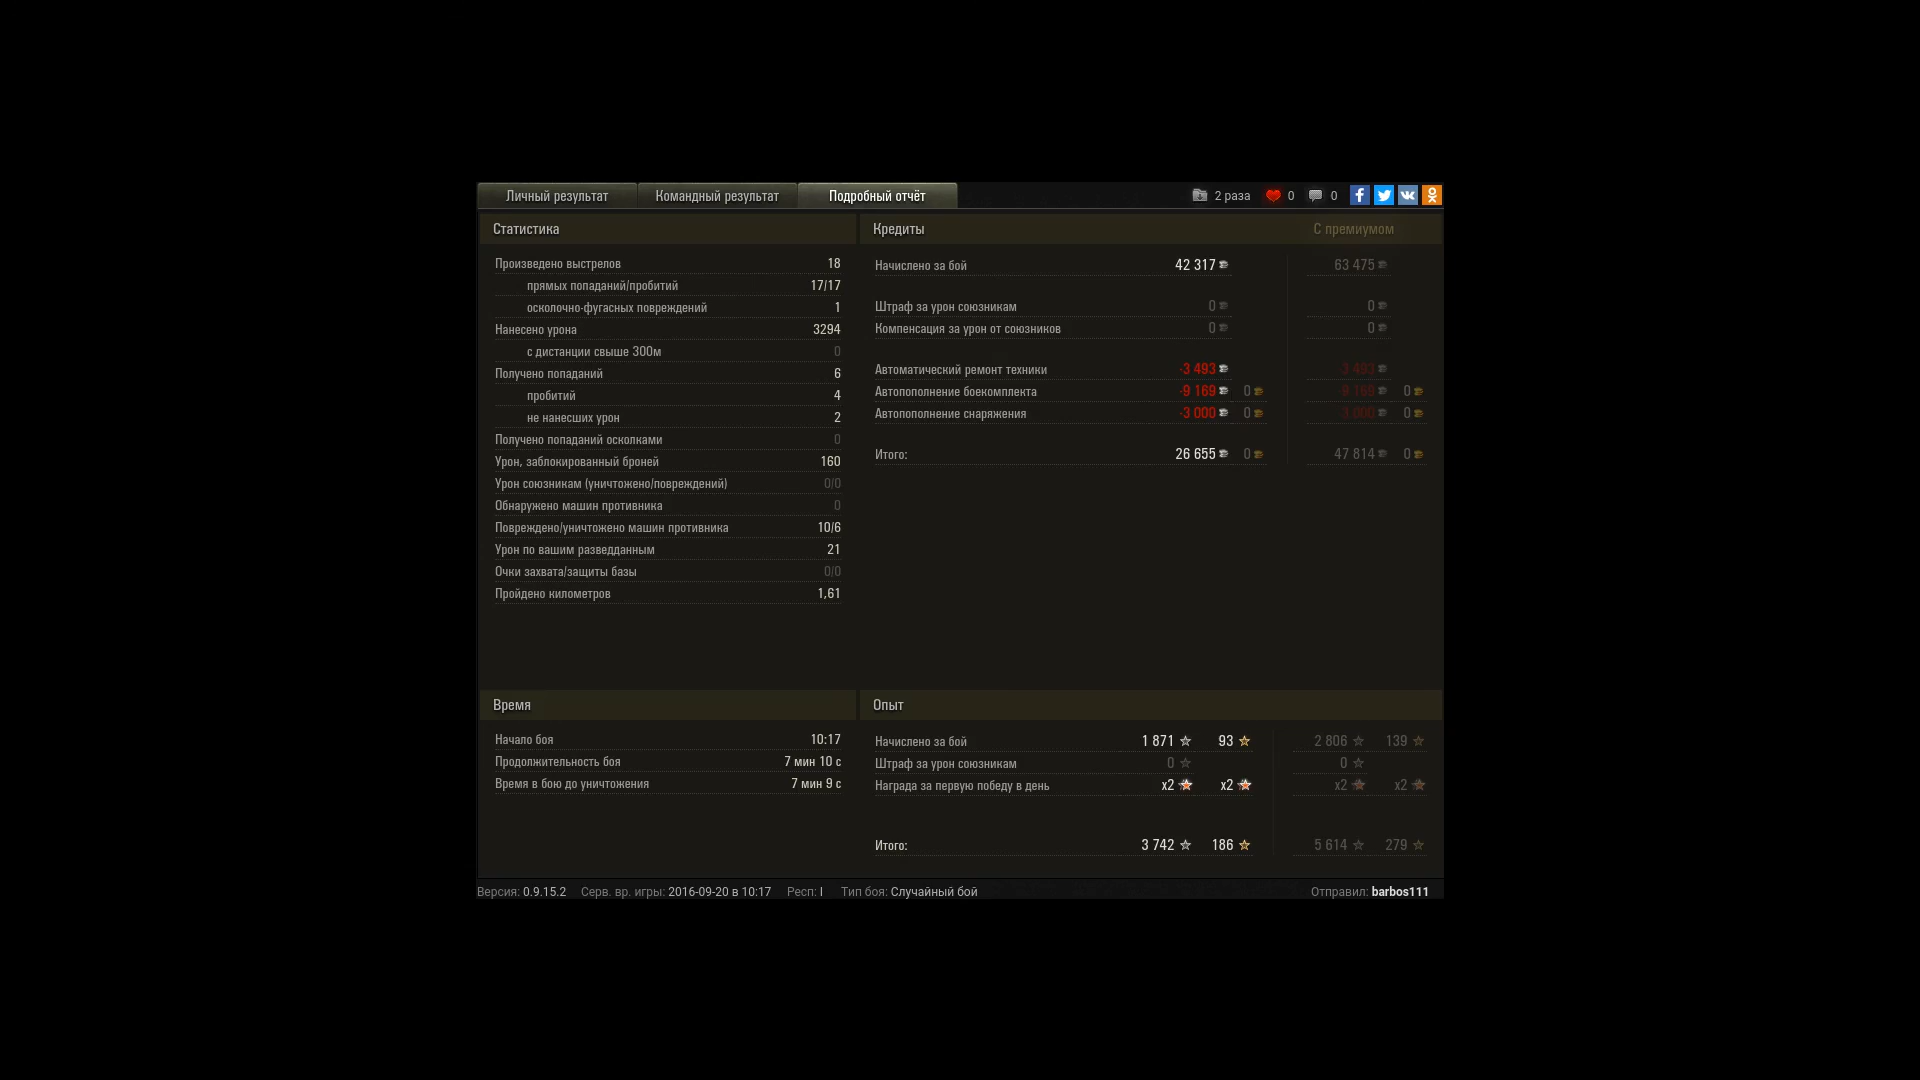 Личный результат Командный результат Подробный отчёт 2 раза 0 0
Статистика
Произведено выстрелов 18
прямых попаданий/пробитий 17/17
осколочно-фугасных повреждений 1
Нанесено урона 3294
с дистанции свыше 300м 0
Получено попаданий 6
пробитий 4
не нанесших урон 2
Получено попаданий осколками 0
Урон, заблокированный броней 160
Урон союзникам (уничтожено/повреждений) 0/0
Обнаружено машин противника 0
Повреждено/уничтожено машин противника 10/6
Урон по вашим разведданным 21
Очки захвата/защиты базы 0/0
Пройдено километров 1,61
Кредиты С премиумом
Начислено за бой 42 317 63 475
Штраф за урон союзникам 0 0
Компенсация за урон от союзников 0 0
Автоматический ремонт техники -3 493 -3 493
Автопополнение боекомплекта -9 169 0 -9 169 0
Автопополнение снаряжения -3 000 0 -3 000 0
Итого: 26 655 0 47 814 0
Время
Начало боя 10:17
Продолжительность боя 7 мин 10 с
Время в бою до уничтожения 7 мин 9 с
Опыт
Начислено за бой 1 871 93 2 806 139
Штраф за урон союзникам 0 0
Награда за первую победу в день x2 x2 x2 x2
Итого: 3 742 186 5 614 279
Версия: 0.9.15.2 Серв. вр. игры: 2016-09-20 в 10:17 Респ: I Тип боя: Случайный бой Отправил: barbos111